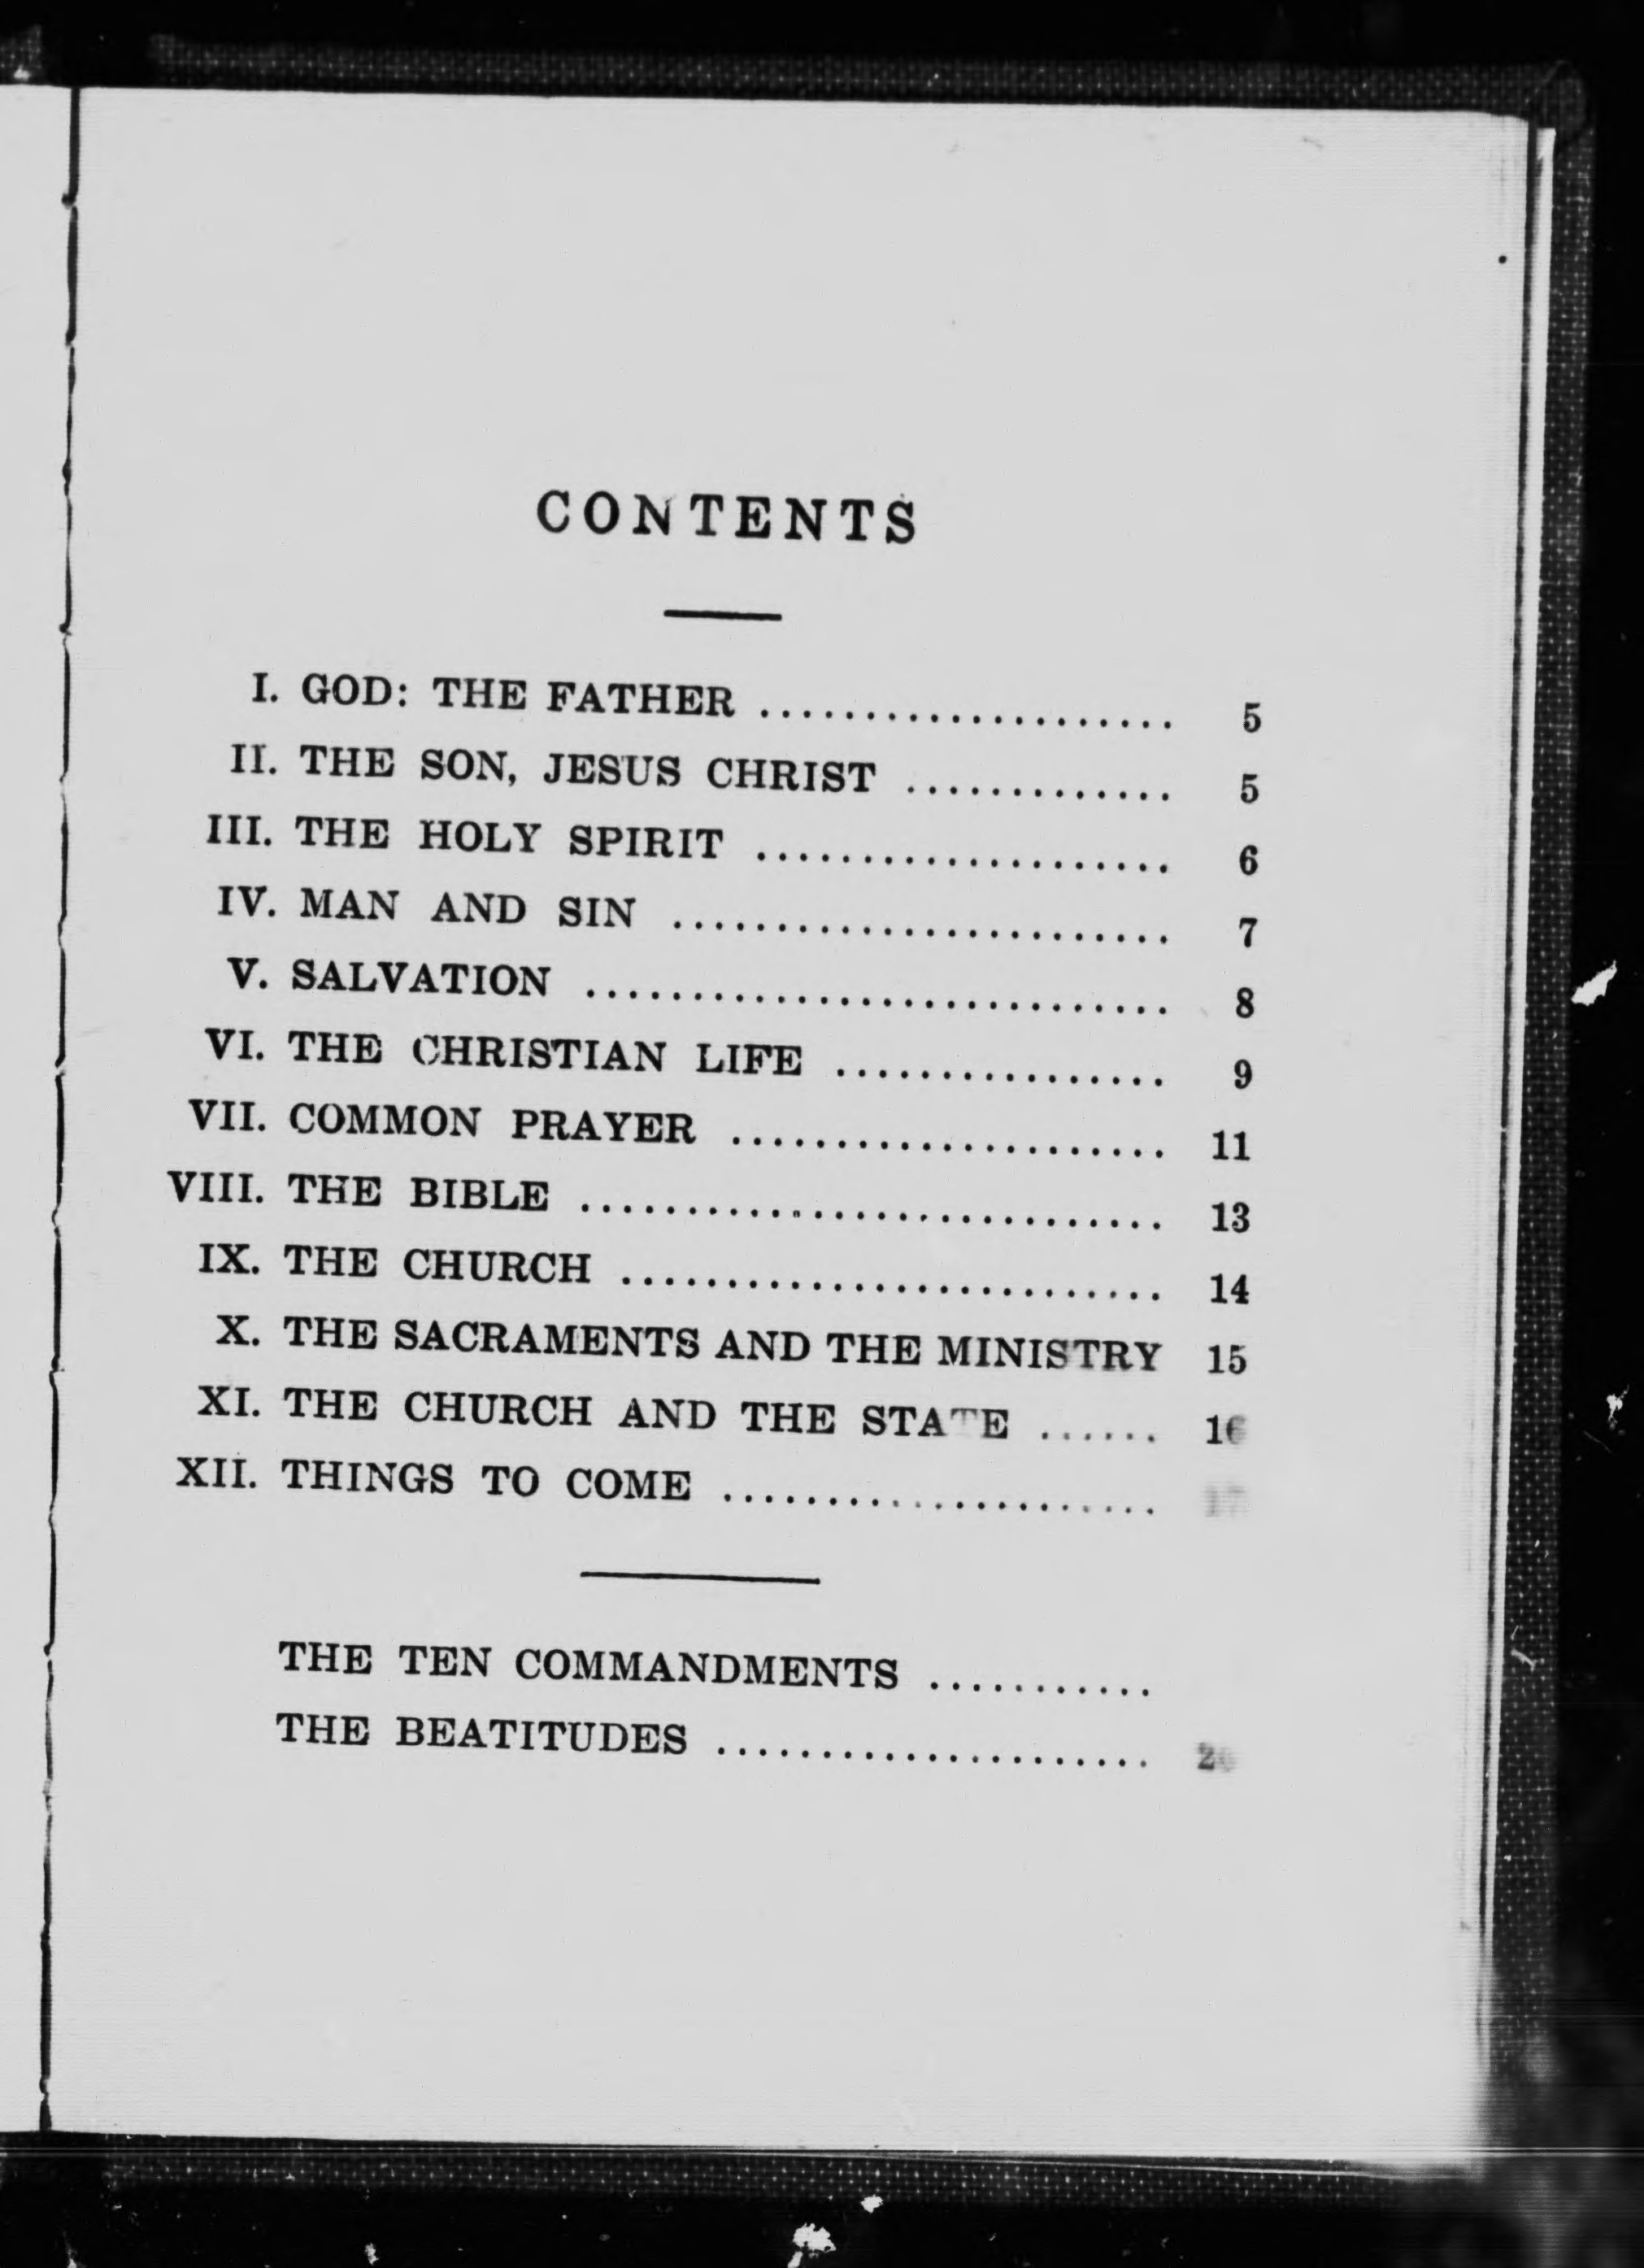 CONTENTS
I. GOD: THE FATHER ..................... 5
II. THE SON, JESUS CHRIST ............. 5
III. THE HOLY SPIRIT ..................... 6
IV. MAN AND SIN ......................... 7
V. SALVATION ............................. 8
VI. THE CHRISTIAN LIFE ................ 9
VII. COMMON PRAYER ...................... 11
VIII. THE BIBLE ............................. 13
IX. THE CHURCH ........................... 14
X. THE SACRAMENTS AND THE MINISTRY 15
XI. THE CHURCH AND THE STATE ...... 16
XII. THINGS TO COME ...................... 17
THE TEN COMMANDMENTS ...........
THE BEATITUDES ......................